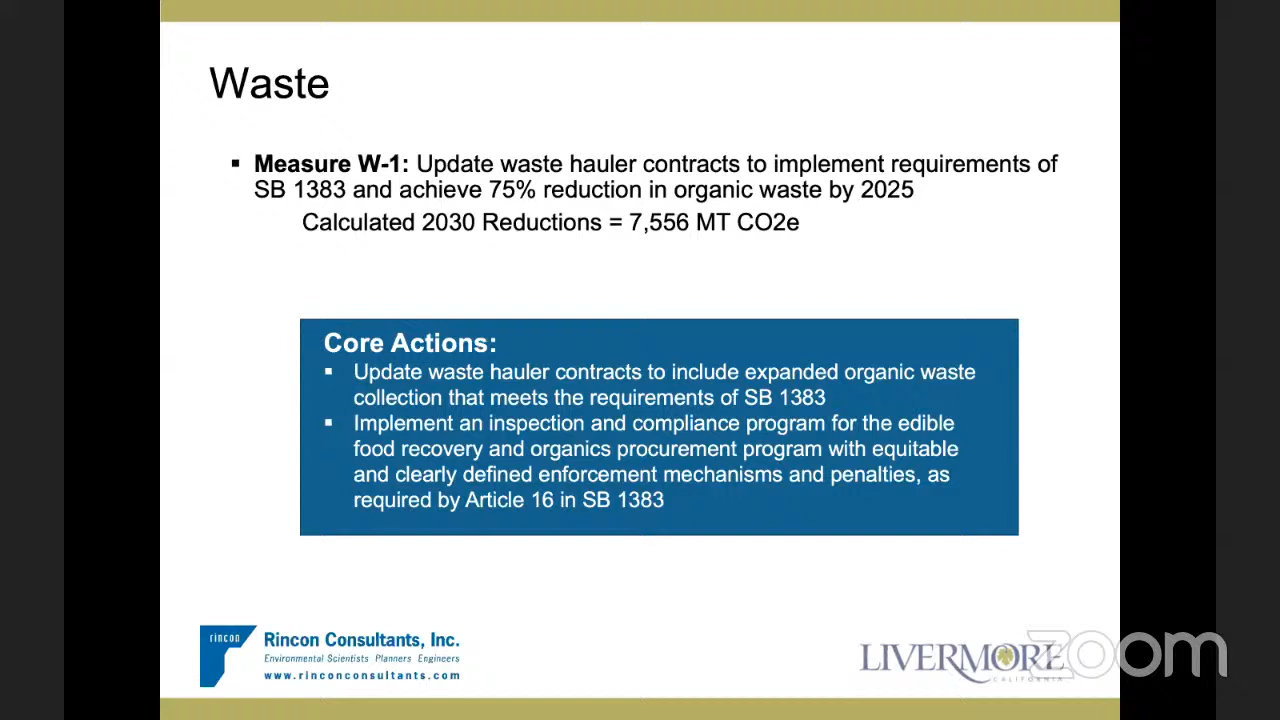 Waste
▪ Measure W-1: Update waste hauler contracts to implement requirements of
SB 1383 and achieve 75% reduction in organic waste by 2025
Calculated 2030 Reductions = 7,556 MT CO2e
Core Actions:
▪ Update waste hauler contracts to include expanded organic waste
collection that meets the requirements of SB 1383
▪ Implement an inspection and compliance program for the edible
food recovery and organics procurement program with equitable
and clearly defined enforcement mechanisms and penalties, as
required by Article 16 in SB 1383
rincon
Rincon Consultants, Inc.
Environmental Scientists Planners Engineers
www.rinconconsultants.com
LIVERMORE
CALIFORNIA
zoom